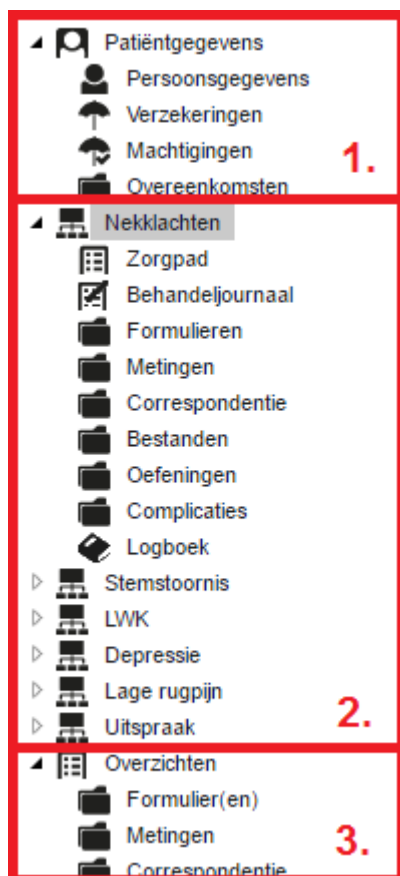 Patiëntgegevens
Persoonsgegevens
Verzekeringen
Machtigingen
1.
Overeenkomsten
Nekklachten
Zorgpad
Behandeljournaal
Formulieren
Metingen
Correspondentie
Bestanden
Oefeningen
Complicaties
Logboek
Stemstoornis
LWK
Depressie
Lage rugpijn
Uitspraak
2.
Overzichten
Formulier(en)
Metingen
3.
Correspondentie